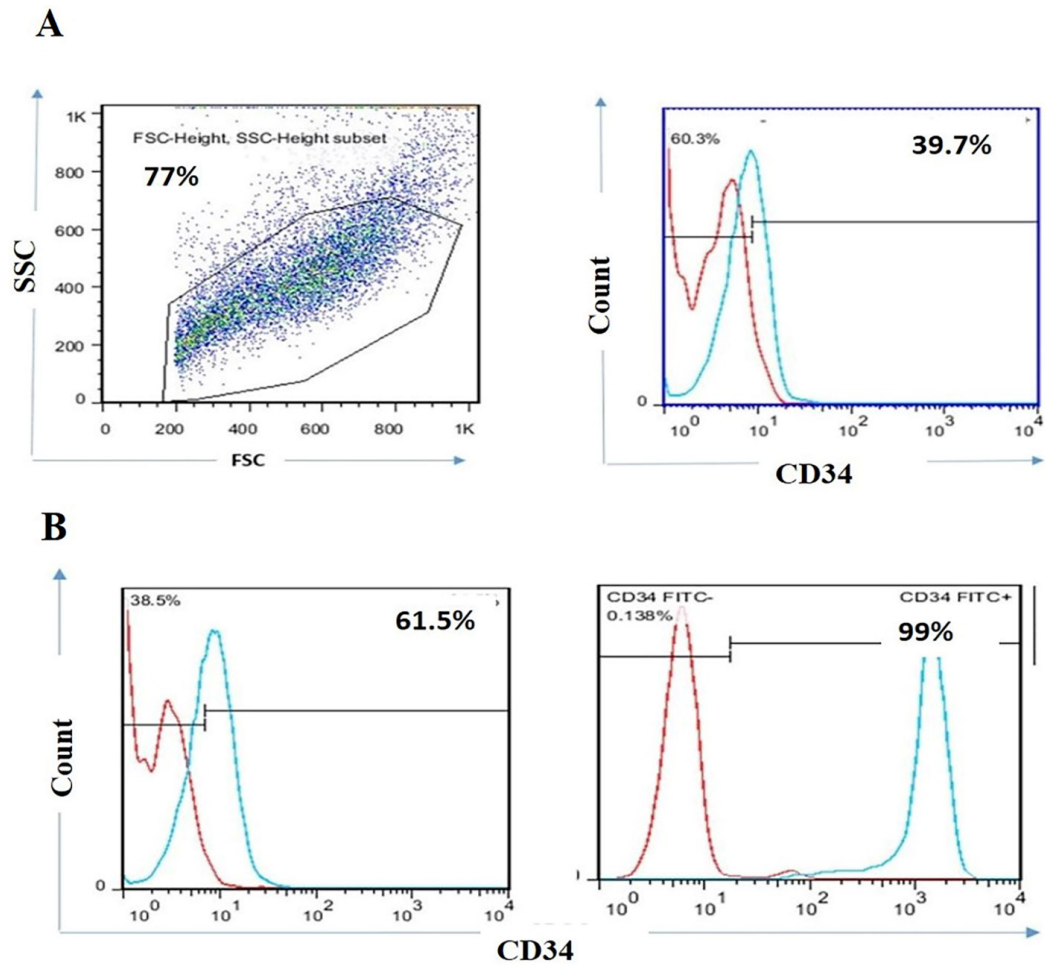 A
FSC-Height, SSC-Height subset
77%
SSC
1K
800
600
400
200
0
0 200 400 600 800 1K
FSC
60.3%
39.7%
Count
0
10^0 10^1 10^2 10^3 10^4
CD34
B
38.5%
61.5%
Count
0
10^0 10^1 10^2 10^3 10^4
CD34 FITC-
0.138%
CD34 FITC+
99%
10^0 10^1 10^2 10^3 10^4
CD34